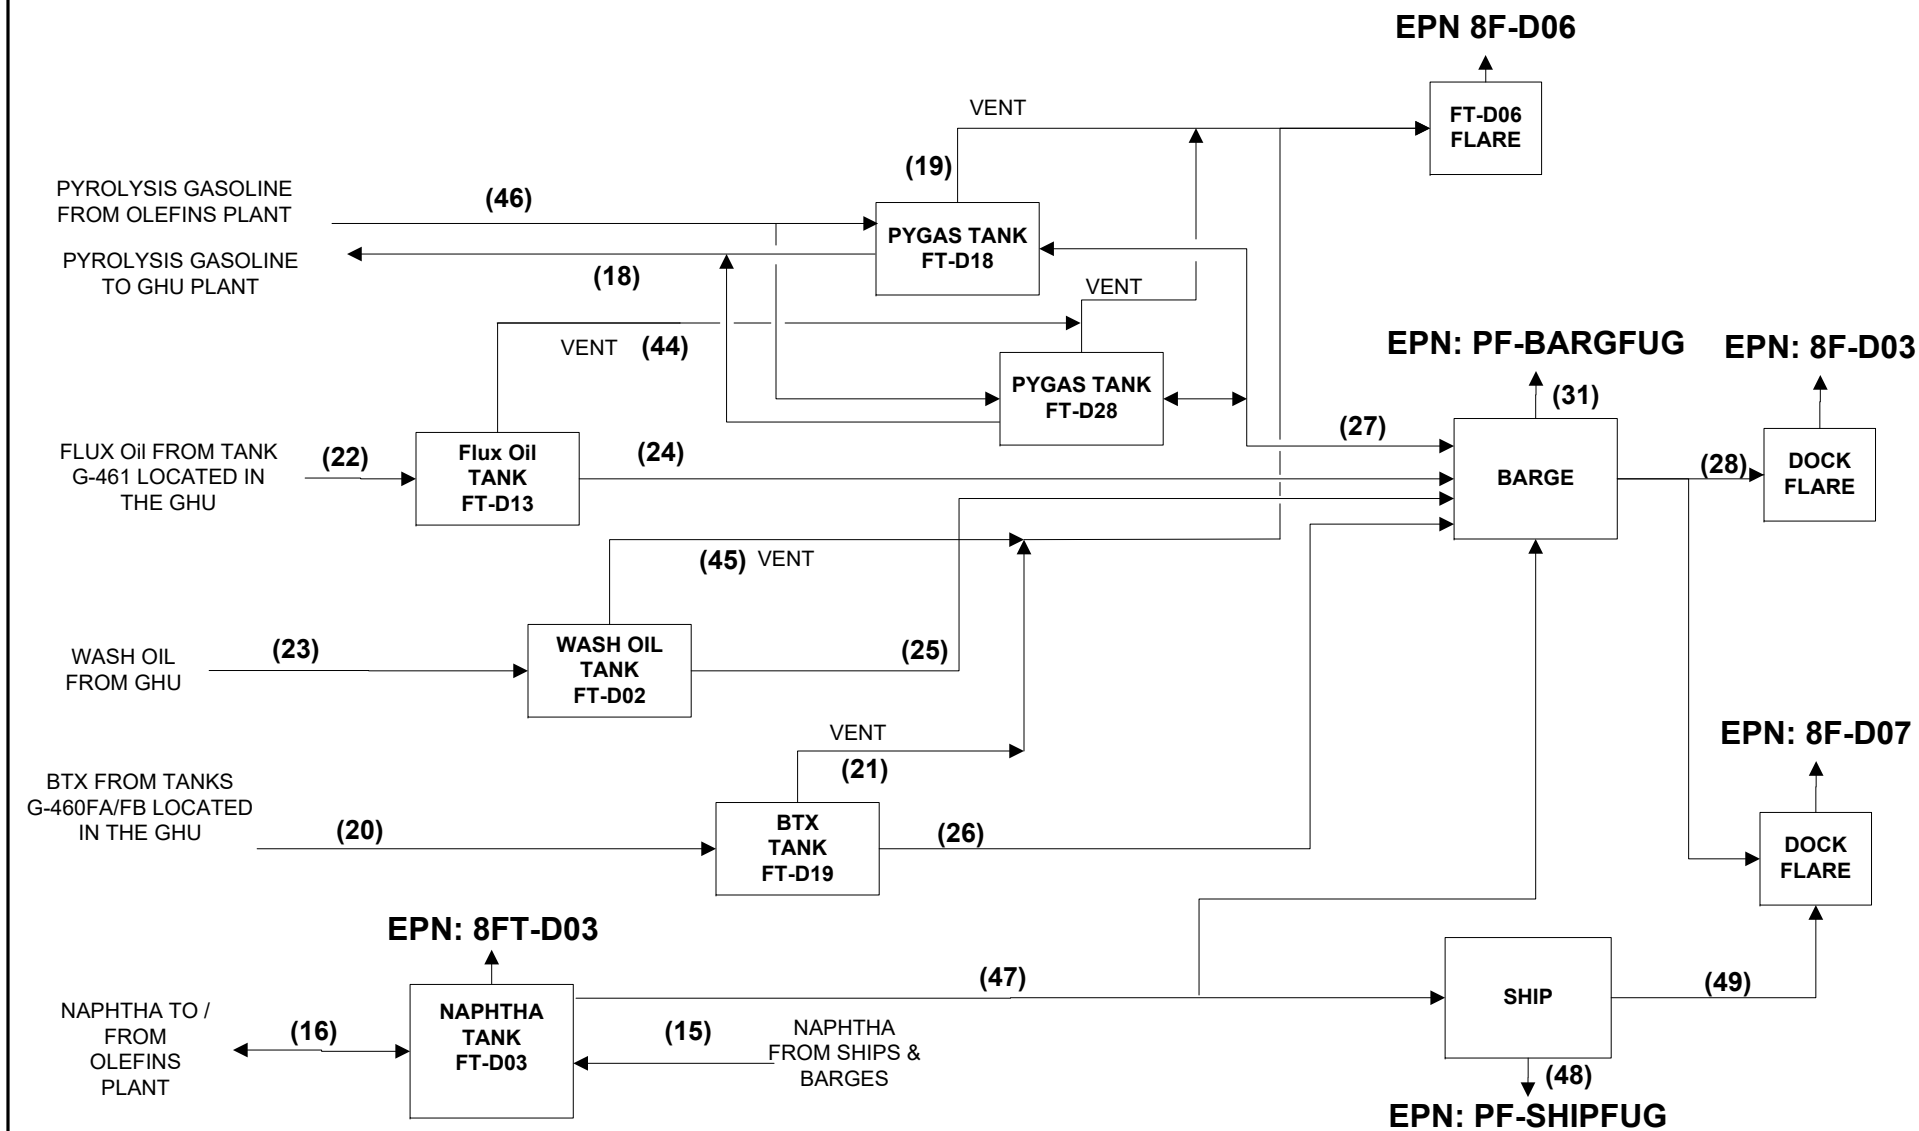 EPN 8F-D06
FT-D06
FLARE
VENT
(19)
PYROLYSIS GASOLINE
FROM OLEFINS PLANT
(46)
PYGAS TANK
FT-D18
PYROLYSIS GASOLINE
TO GHU PLANT
(18)
VENT
VENT (44)
PYGAS TANK
FT-D28
EPN: PF-BARGFUG
(31)
EPN: 8F-D03
FLUX Oil FROM TANK
G-461 LOCATED IN
THE GHU
(22)
Flux Oil
TANK
FT-D13
(24)
(27)
BARGE
(28)
DOCK
FLARE
(45) VENT
WASH OIL
FROM GHU
(23)
WASH OIL
TANK
FT-D02
(25)
VENT
(21)
EPN: 8F-D07
BTX FROM TANKS
G-460FA/FB LOCATED
IN THE GHU
(20)
BTX
TANK
FT-D19
(26)
DOCK
FLARE
EPN: 8FT-D03
NAPHTHA TO /
FROM
OLEFINS
PLANT
(16)
NAPHTHA
TANK
FT-D03
(47)
(15)
NAPHTHA
FROM SHIPS &
BARGES
SHIP
(49)
(48)
EPN: PF-SHIPFUG